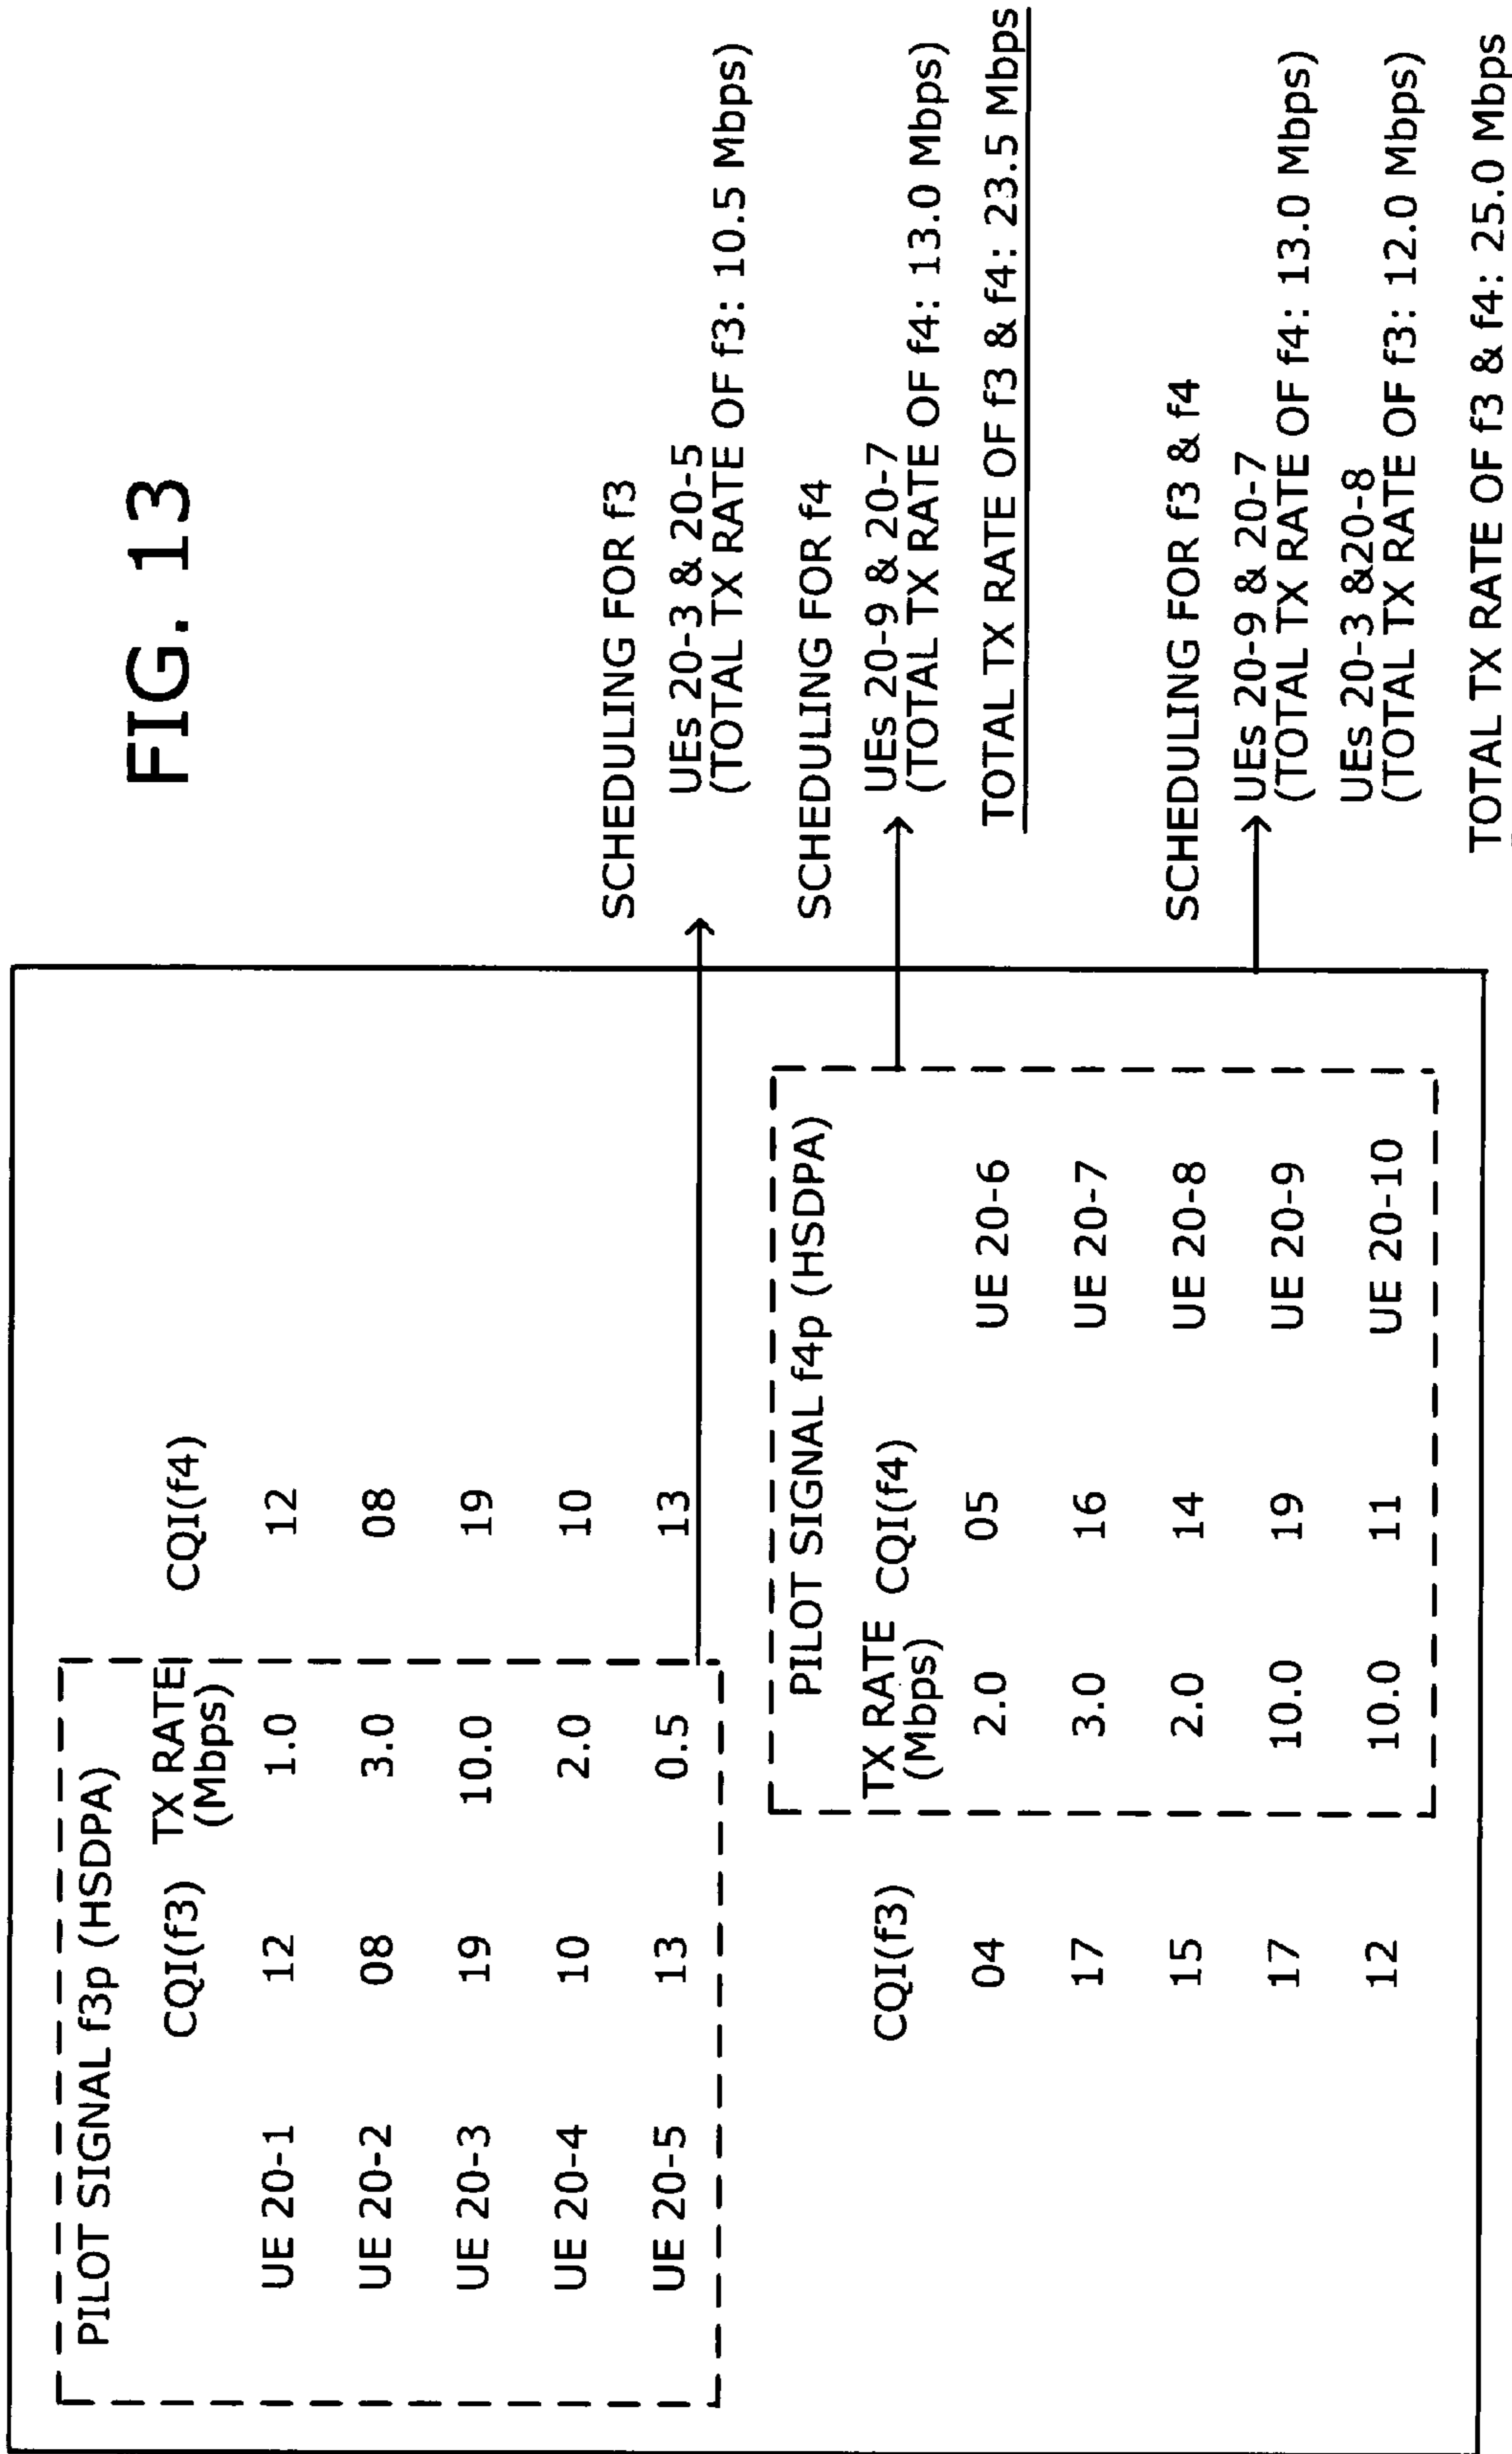 FIG. 13
PILOT SIGNAL f3p (HSDPA)
CQI(f3) TX RATE (Mbps) CQI(f4)
UE 20-1 12 1.0 12
UE 20-2 08 3.0 08
UE 20-3 19 10.0 19
UE 20-4 10 2.0 10
UE 20-5 13 0.5 13
PILOT SIGNAL f4p (HSDPA)
CQI(f3) TX RATE (Mbps) CQI(f4)
04 2.0 05 UE 20-6
17 3.0 16 UE 20-7
15 2.0 14 UE 20-8
17 10.0 19 UE 20-9
12 10.0 11 UE 20-10
SCHEDULING FOR f3
UEs 20-3 & 20-5
(TOTAL TX RATE OF f3: 10.5 Mbps)
SCHEDULING FOR f4
UEs 20-9 & 20-7
(TOTAL TX RATE OF f4: 13.0 Mbps)
TOTAL TX RATE OF f3 & f4: 23.5 Mbps
SCHEDULING FOR f3 & f4
UEs 20-9 & 20-7
(TOTAL TX RATE OF f4: 13.0 Mbps)
UEs 20-3 &20-8
(TOTAL TX RATE OF f3: 12.0 Mbps)
TOTAL TX RATE OF f3 & f4: 25.0 Mbps